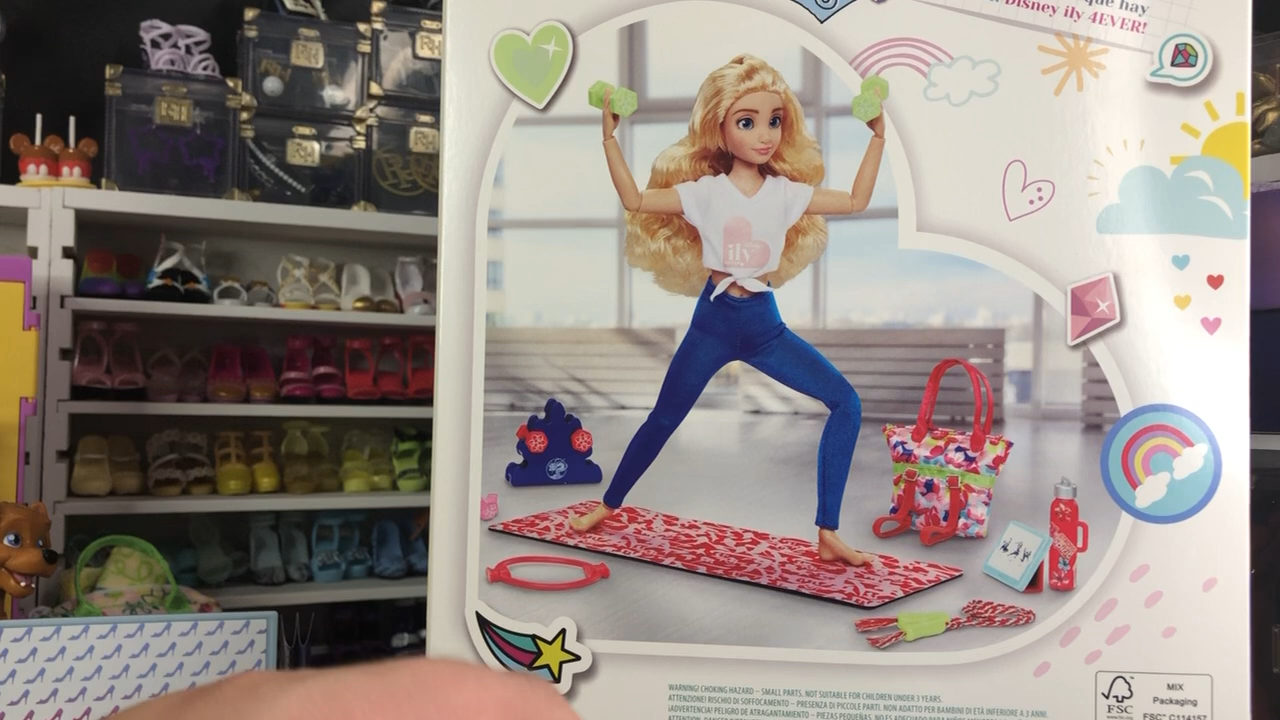 que hay
Disney ily 4EVER!
ily
WARNING! CHOKING HAZARD – SMALL PARTS. NOT SUITABLE FOR CHILDREN UNDER 3 YEARS.
ATTENZIONE! RISCHIO DI SOFFOCAMENTO – PRESENZA DI PICCOLE PARTI. NON ADATTO PER BAMBINI DI ETÀ INFERIORE A 3 ANNI.
¡ADVERTENCIA! PELIGRO DE ATRAGANTAMIENTO – PIEZAS PEQUEÑAS. NO ES ADECUADO PARA
FSC
MIX
Packaging
FSC™ C114157